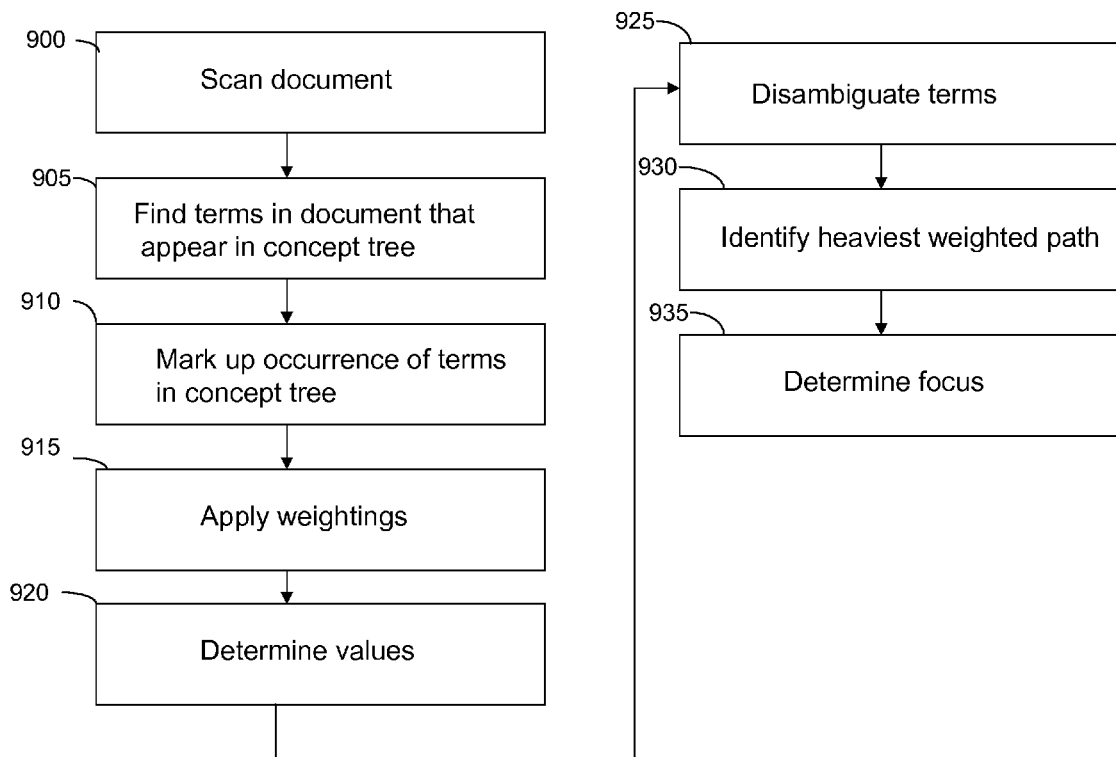 900
Scan document
905
Find terms in document that
appear in concept tree
910
Mark up occurrence of terms
in concept tree
915
Apply weightings
920
Determine values
925
Disambiguate terms
930
Identify heaviest weighted path
935
Determine focus